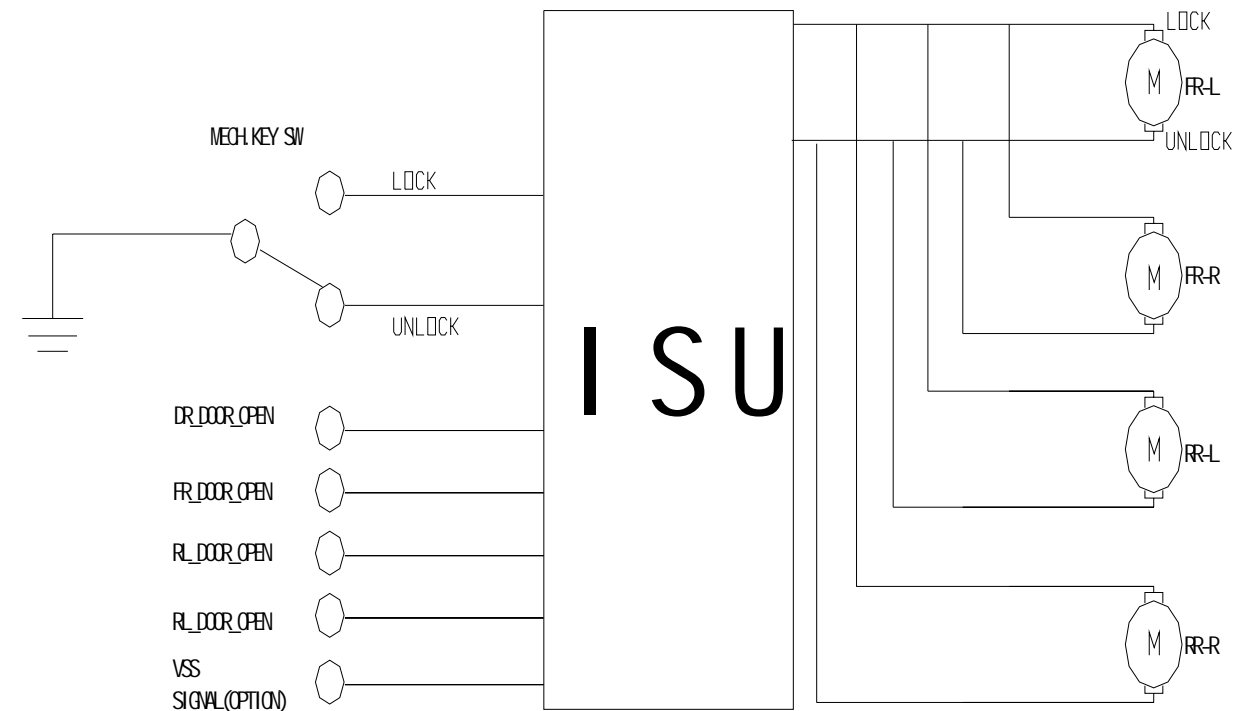 LOCK
M FR-L
MECH.KEY SW
UNLOCK
LOCK
M FR-R
UNLOCK
ISU
DR_DOOR_OPEN
M RR-L
FR_DOOR_OPEN
RL_DOOR_OPEN
RL_DOOR_OPEN
M RR-R
VSS
SIGNAL(OPTION)